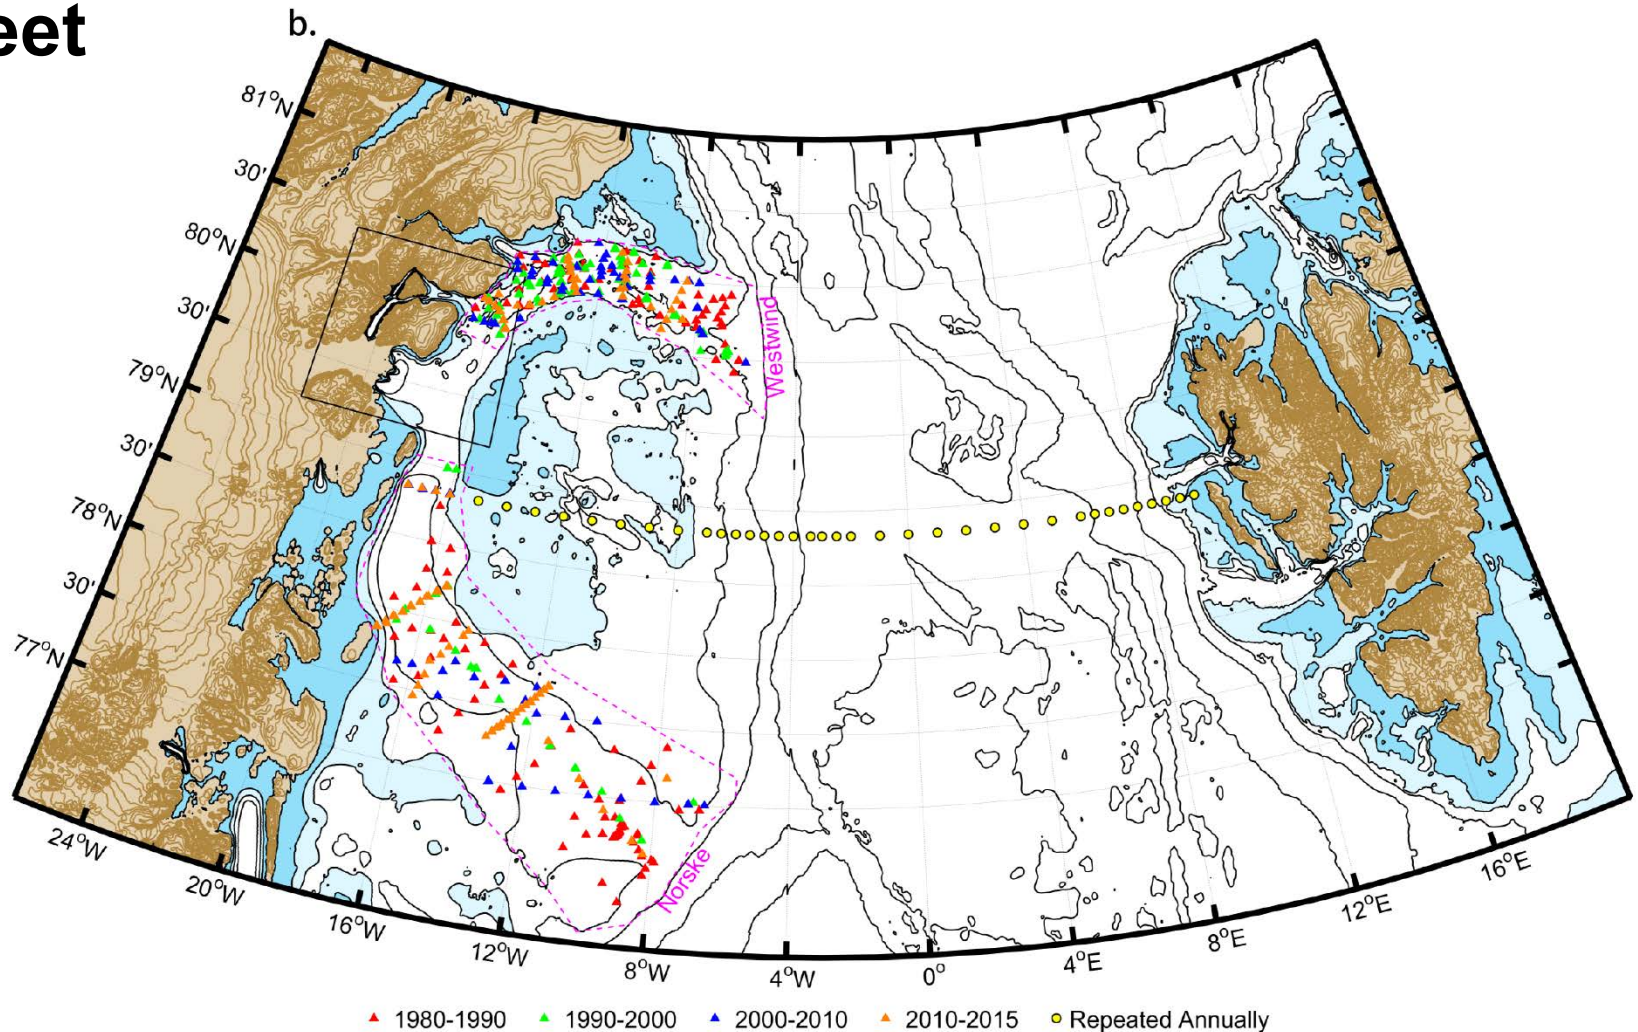 eet
b.
81°N
30'
80°N
30'
79°N
30'
78°N
30'
77°N
Westwind
Norske
24°W
20°W
16°W
12°W
8°W
4°W
0°
4°E
8°E
12°E
16°E
1980-1990 1990-2000 2000-2010 2010-2015 Repeated Annually